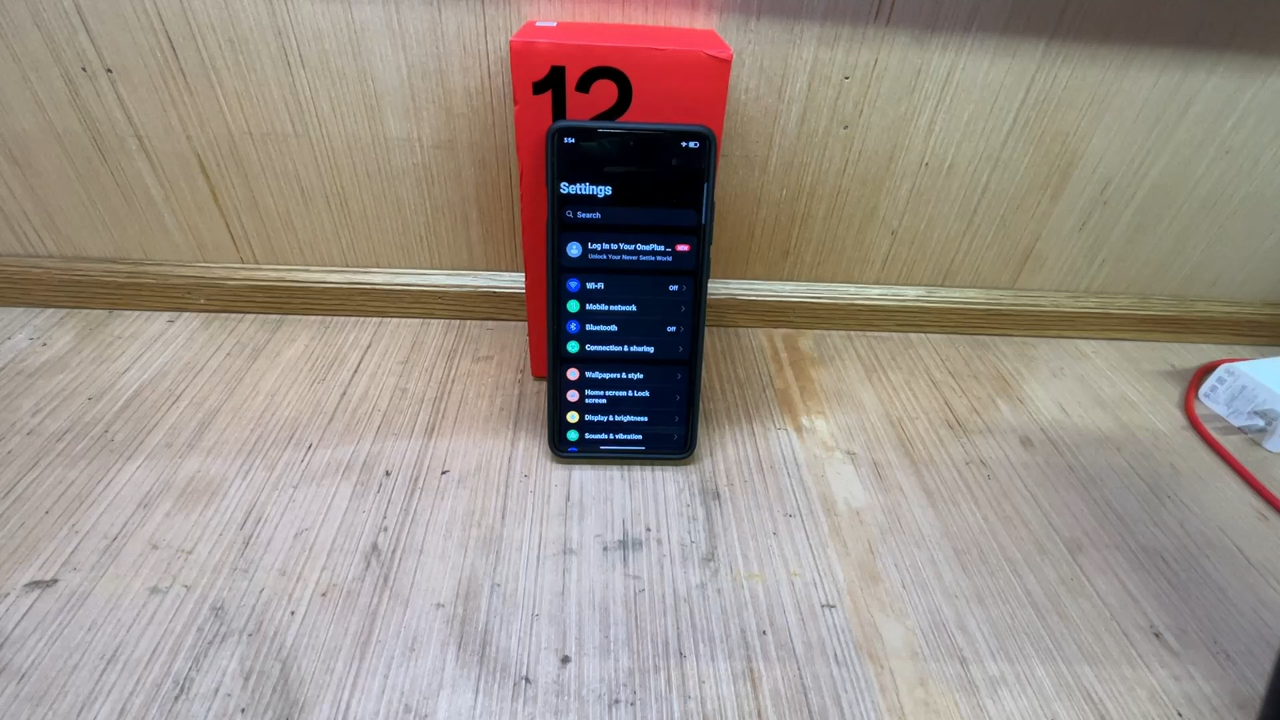 12
3:54
Settings
Search
Log In to Your OnePlus ... NEW
Unlock Your Never Settle World
Wi-Fi Off
Mobile network
Bluetooth Off
Connection & sharing
Wallpapers & style
Home screen & Lock
screen
Display & brightness
Sounds & vibration